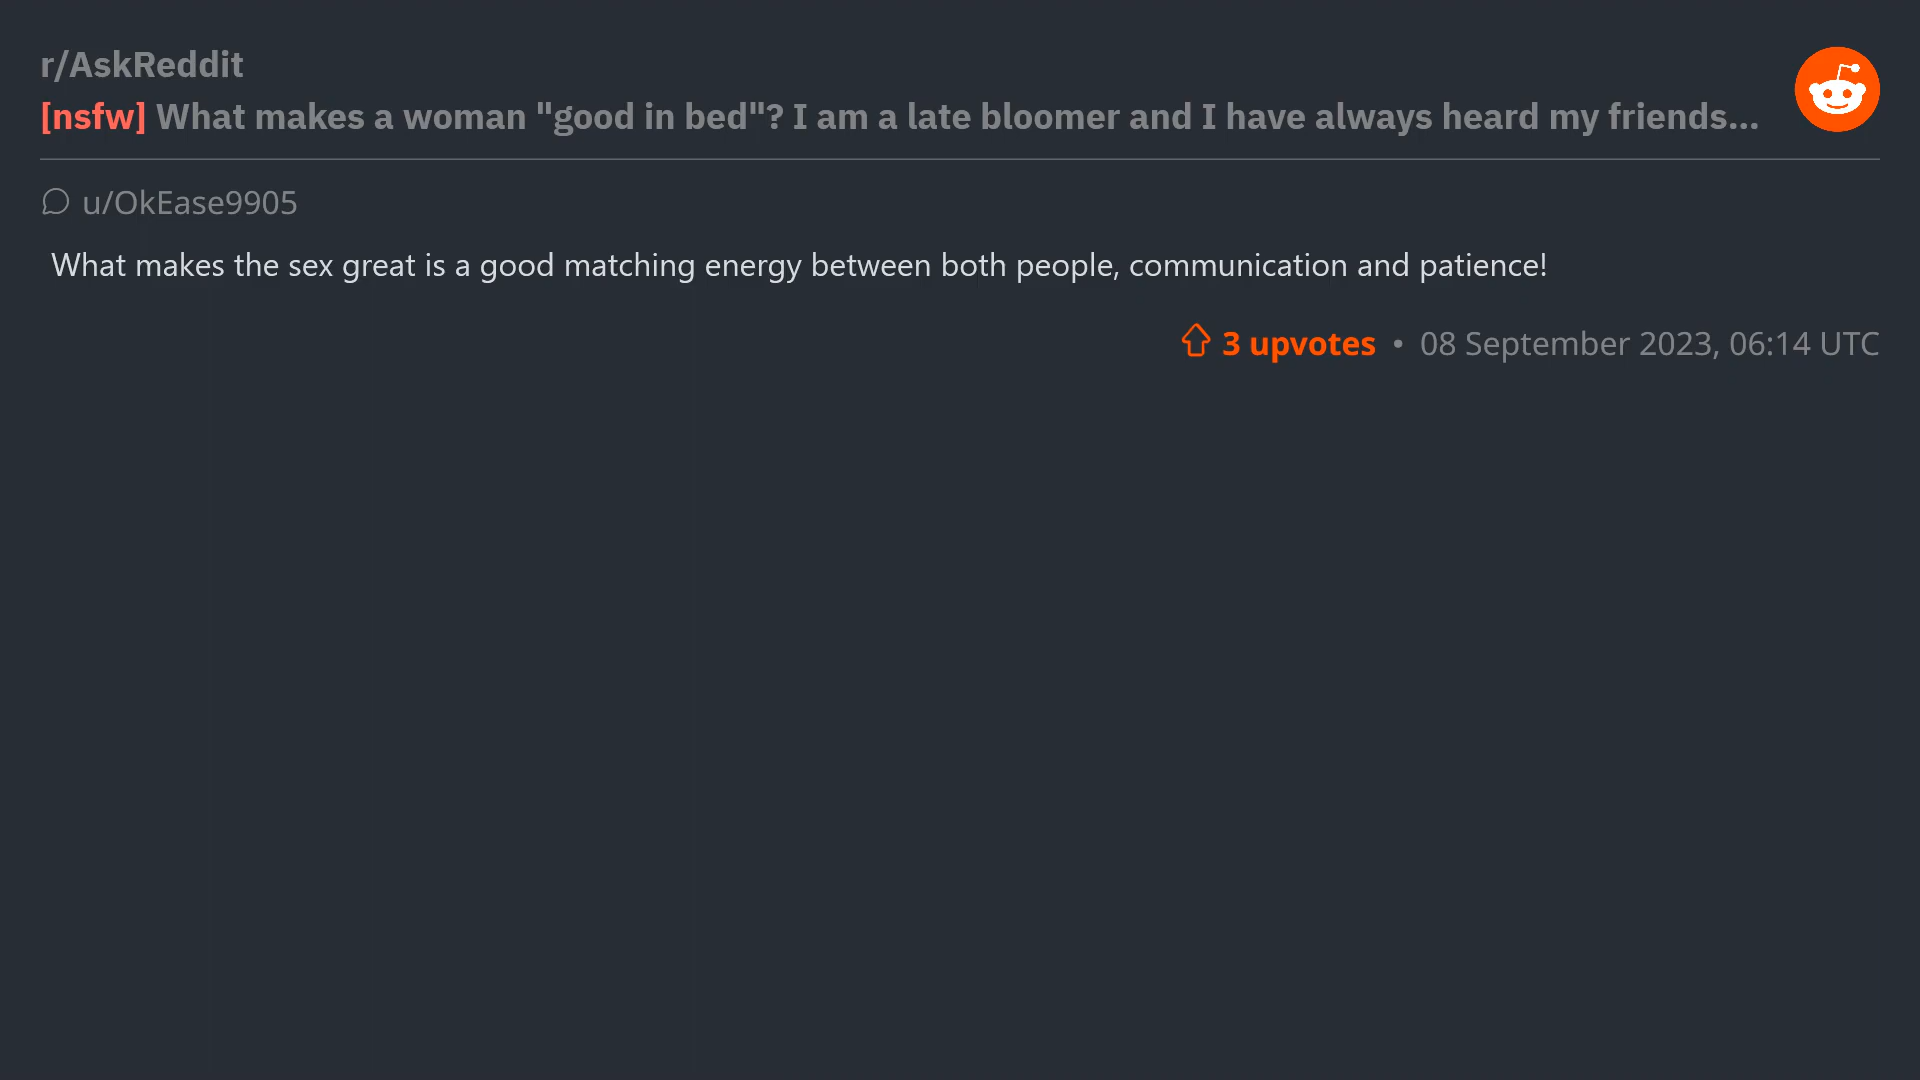 r/AskReddit
[nsfw] What makes a woman "good in bed"? I am a late bloomer and I have always heard my friends...
u/OkEase9905
What makes the sex great is a good matching energy between both people, communication and patience!
3 upvotes • 08 September 2023, 06:14 UTC